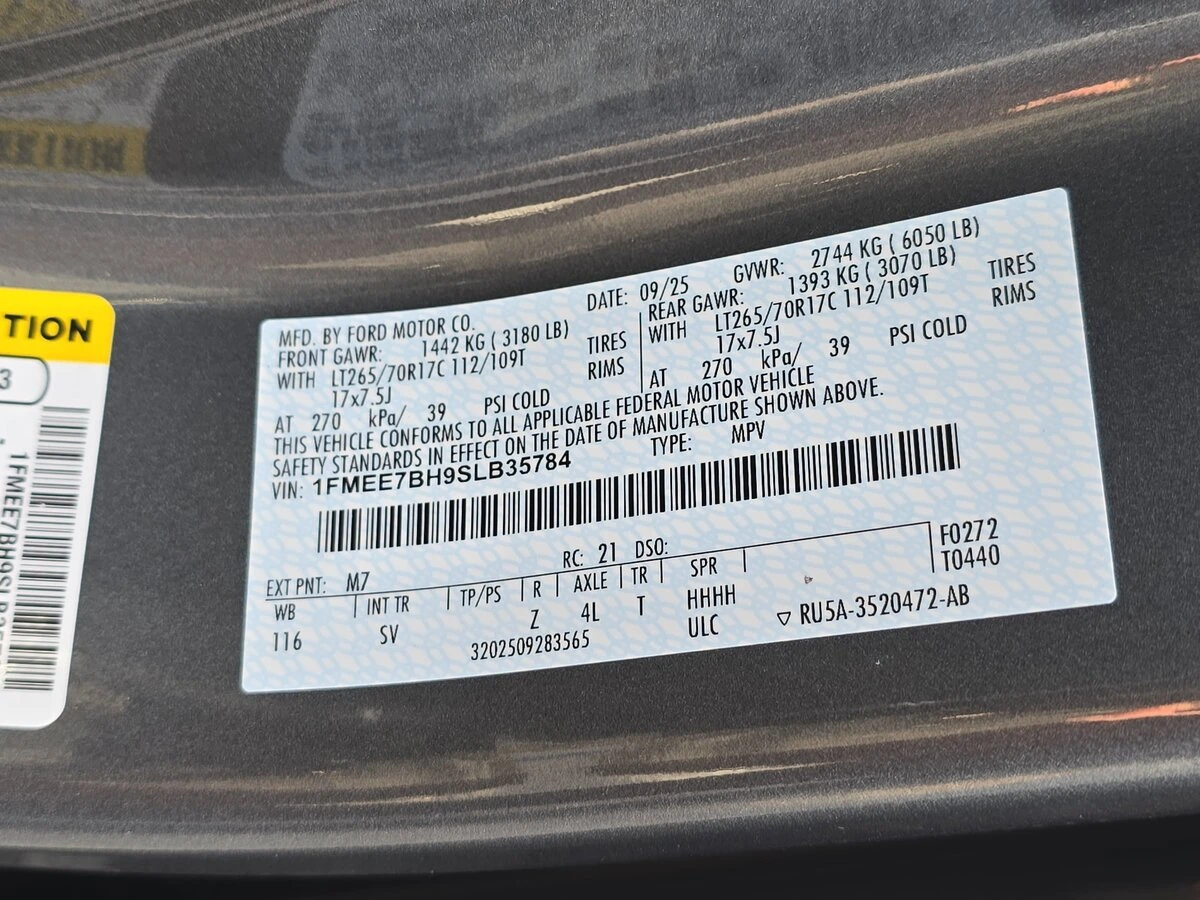 TION
3
1FMEE7BH9SLB357
MFD. BY FORD MOTOR CO.
DATE: 09/25 GVWR: 2744 KG ( 6050 LB)
FRONT GAWR: 1442 KG ( 3180 LB)
WITH LT265/70R17C 112/109T TIRES
17x7.5J RIMS
AT 270 kPa/ 39 PSI COLD
REAR GAWR: 1393 KG ( 3070 LB)
WITH LT265/70R17C 112/109T TIRES
17x7.5J RIMS
AT 270 kPa/ 39 PSI COLD
THIS VEHICLE CONFORMS TO ALL APPLICABLE FEDERAL MOTOR VEHICLE
SAFETY STANDARDS IN EFFECT ON THE DATE OF MANUFACTURE SHOWN ABOVE.
VIN: 1FMEE7BH9SLB35784 TYPE: MPV
EXT PNT: M7 RC: 21 DSO:
WB INT TR TP/PS R AXLE TR SPR
116 SV Z 4L T HHHH
ULC
3202509283565
F0272
T0440
▽ RU5A-3520472-AB